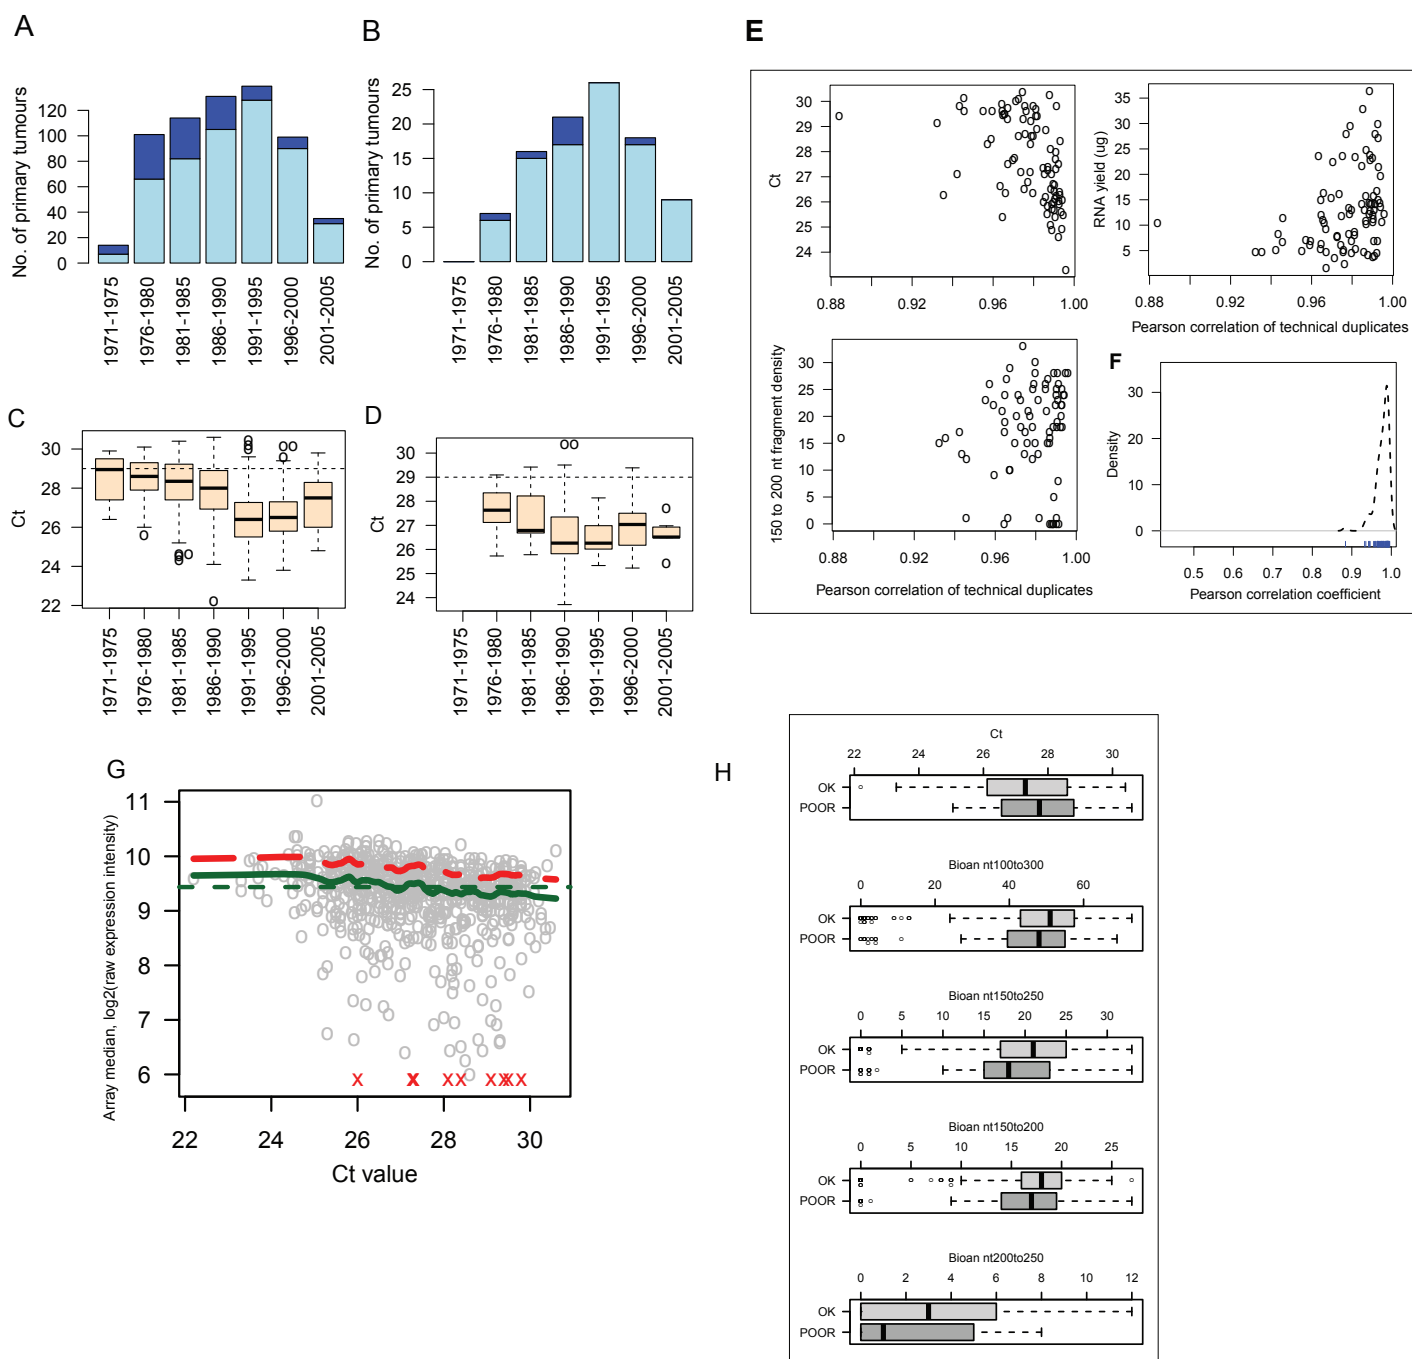 A
No. of primary tumours
0
20
40
60
80
100
120
1971-1975
1976-1980
1981-1985
1986-1990
1991-1995
1996-2000
2001-2005
B
No. of primary tumours
0
5
10
15
20
25
1971-1975
1976-1980
1981-1985
1986-1990
1991-1995
1996-2000
2001-2005
C
Ct
22
24
26
28
30
1971-1975
1976-1980
1981-1985
1986-1990
1991-1995
1996-2000
2001-2005
D
Ct
24
25
26
27
28
29
30
1971-1975
1976-1980
1981-1985
1986-1990
1991-1995
1996-2000
2001-2005
E
Ct
24
26
27
28
29
30
0.88
0.92
0.96
1.00
RNA yield (ug)
5
10
15
20
25
30
35
0.88
0.92
0.96
1.00
Pearson correlation of technical duplicates
150 to 200 nt fragment density
0
5
10
15
20
25
30
0.88
0.92
0.96
1.00
Pearson correlation of technical duplicates
F
Density
0
10
20
30
0.5
0.6
0.7
0.8
0.9
1.0
Pearson correlation coefficient
G
Array median, log2(raw expression intensity)
6
7
8
9
10
11
22
24
26
28
30
Ct value
H
Ct
22 24 26 28 30
OK
POOR
Bioan nt100to300
0 20 40 60
OK
POOR
Bioan nt150to250
0 5 10 15 20 25 30
OK
POOR
Bioan nt150to200
0 5 10 15 20 25
OK
POOR
Bioan nt200to250
0 2 4 6 8 10 12
OK
POOR